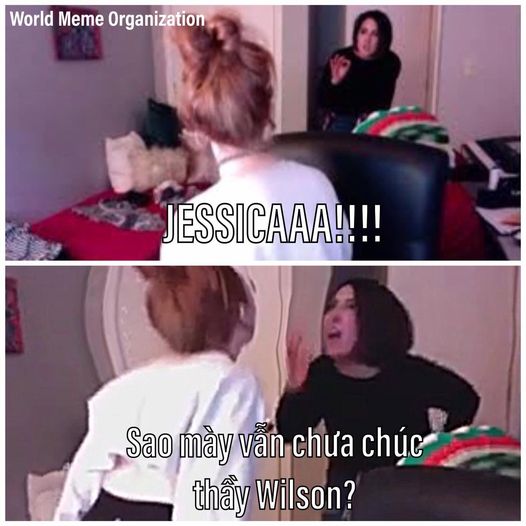 World Meme Organization
JESSICAAA!!!!
Sao mày vẫn chưa chúc
thầy Wilson?